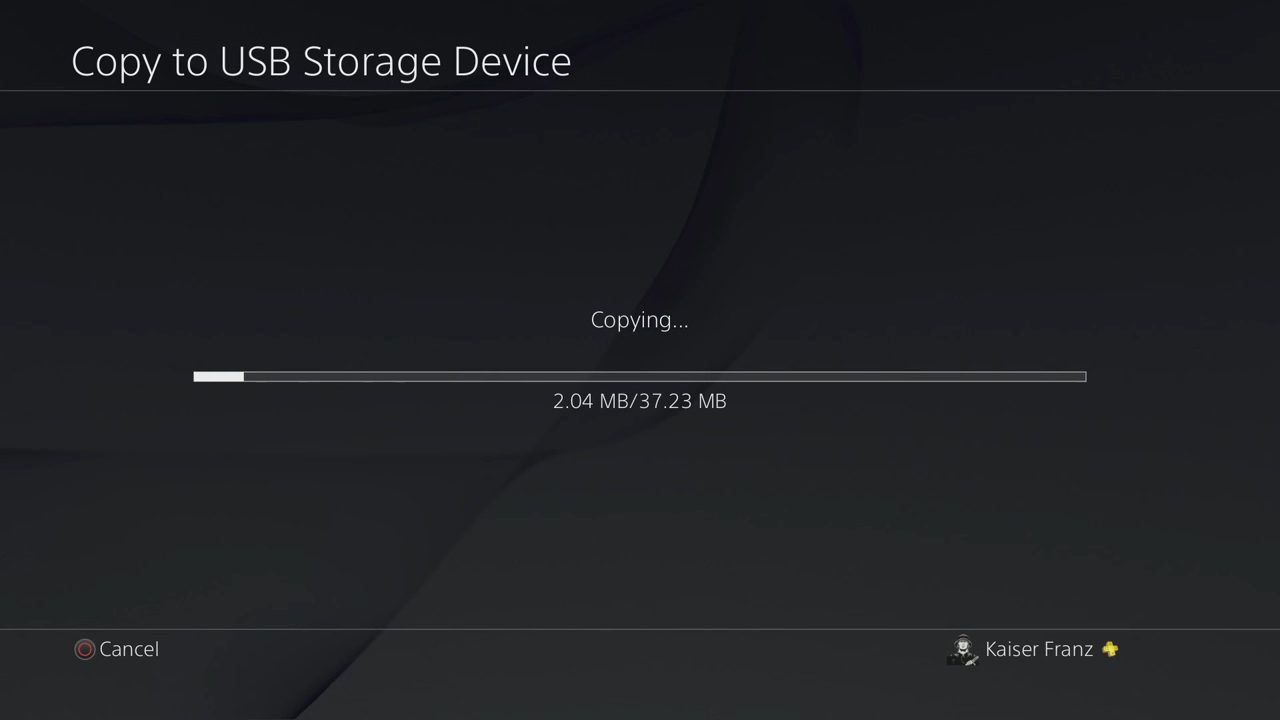 Copy to USB Storage Device
Copying...
2.04 MB/37.23 MB
Cancel
Kaiser Franz